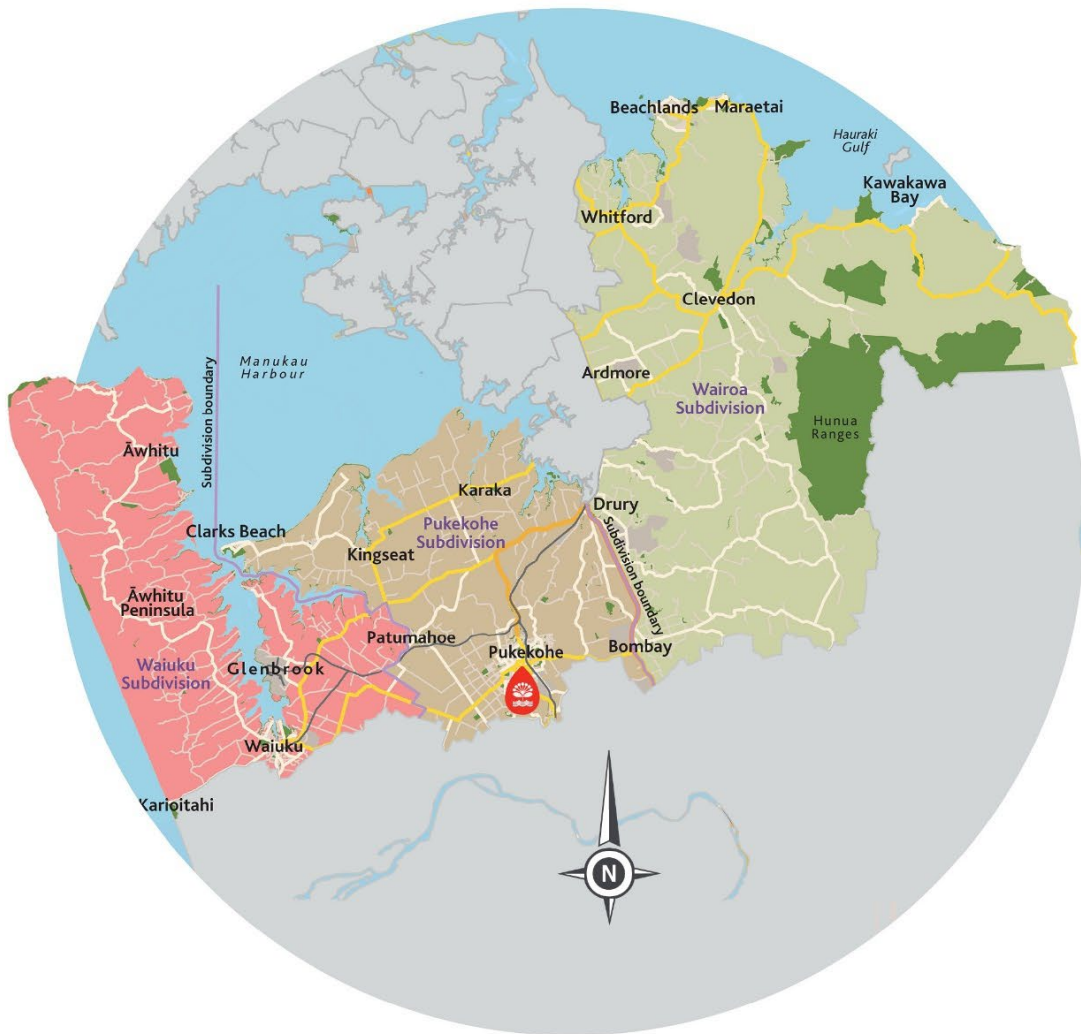 Beachlands
Maraetai
Hauraki
Gulf
Kawakawa
Bay
Whitford
Clevedon
Manukau
Harbour
Subdivision boundary
Ardmore
Wairoa
Subdivision
Hunua
Ranges
Āwhitu
Karaka
Drury
Clarks Beach
Pukekohe
Subdivision
Kingseat
Subdivision boundary
Āwhitu
Peninsula
Patumahoe
Pukekohe
Bombay
Waiuku
Subdivision
Glenbrook
Waiuku
Karioitahi
N